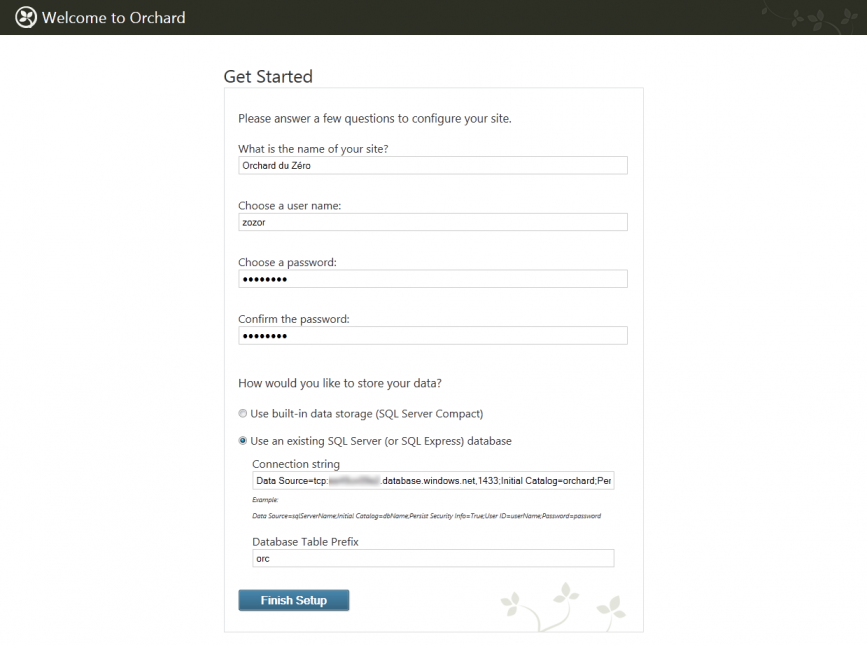 Welcome to Orchard
Get Started
Please answer a few questions to configure your site.
What is the name of your site?
Orchard du Zéro
Choose a user name:
zozor
Choose a password:
••••••••
Confirm the password:
••••••••
How would you like to store your data?
Use built-in data storage (SQL Server Compact)
Use an existing SQL Server (or SQL Express) database
Connection string
Data Source=tcp: .database.windows.net,1433;Initial Catalog=orchard;Per
Example:
Data Source=sqlServerName;Initial Catalog=dbName;Persist Security Info=True;User ID=userName;Password=password
Database Table Prefix
orc
Finish Setup